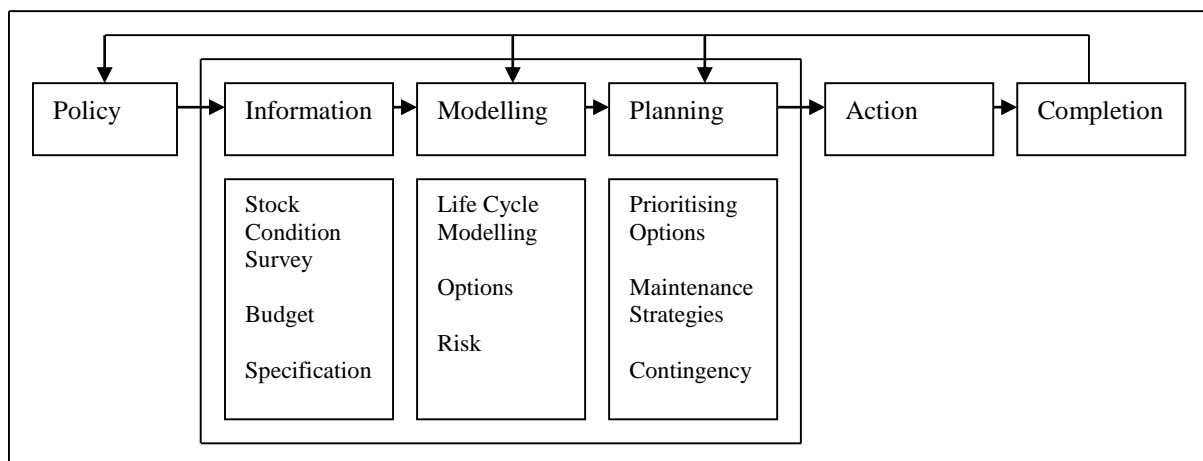 Policy
Information
Modelling
Planning
Action
Completion
Stock
Condition
Survey
Budget
Specification
Life Cycle
Modelling
Options
Risk
Prioritising
Options
Maintenance
Strategies
Contingency